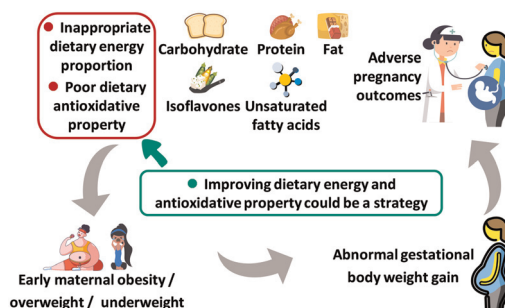 ● Inappropriate
dietary energy
proportion
● Poor dietary
antioxidative
property
Carbohydrate
Protein
Fat
Isoflavones
Unsaturated
fatty acids
Adverse
pregnancy
outcomes
● Improving dietary energy and
antioxidative property could be a strategy
Early maternal obesity /
overweight / underweight
Abnormal gestational
body weight gain